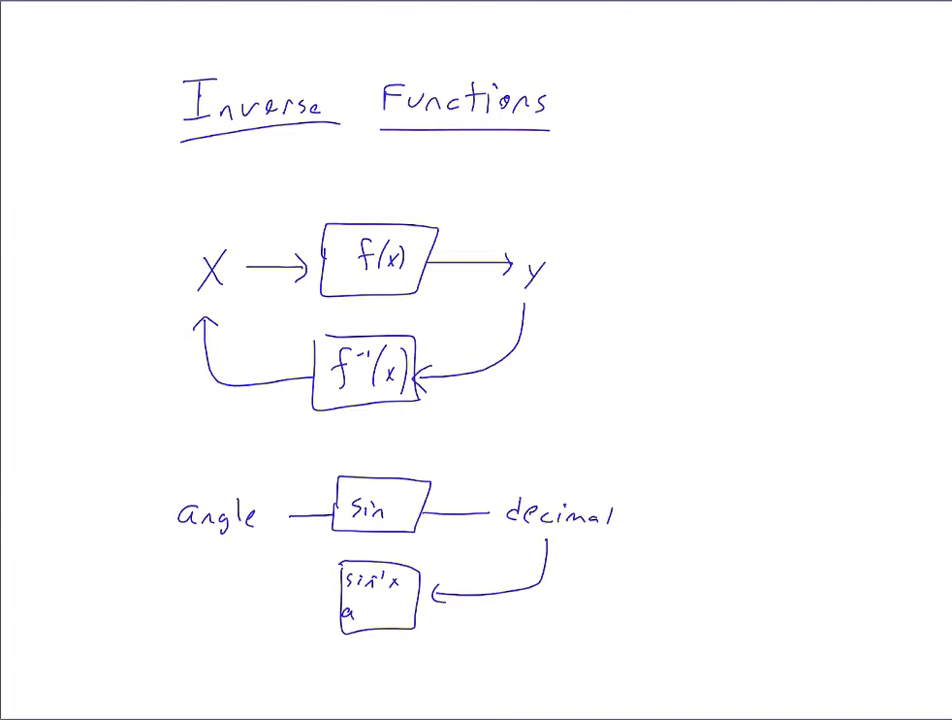 Inverse Functions
X f(x) y
f⁻¹(x)
angle sin decimal
sin⁻¹x
a